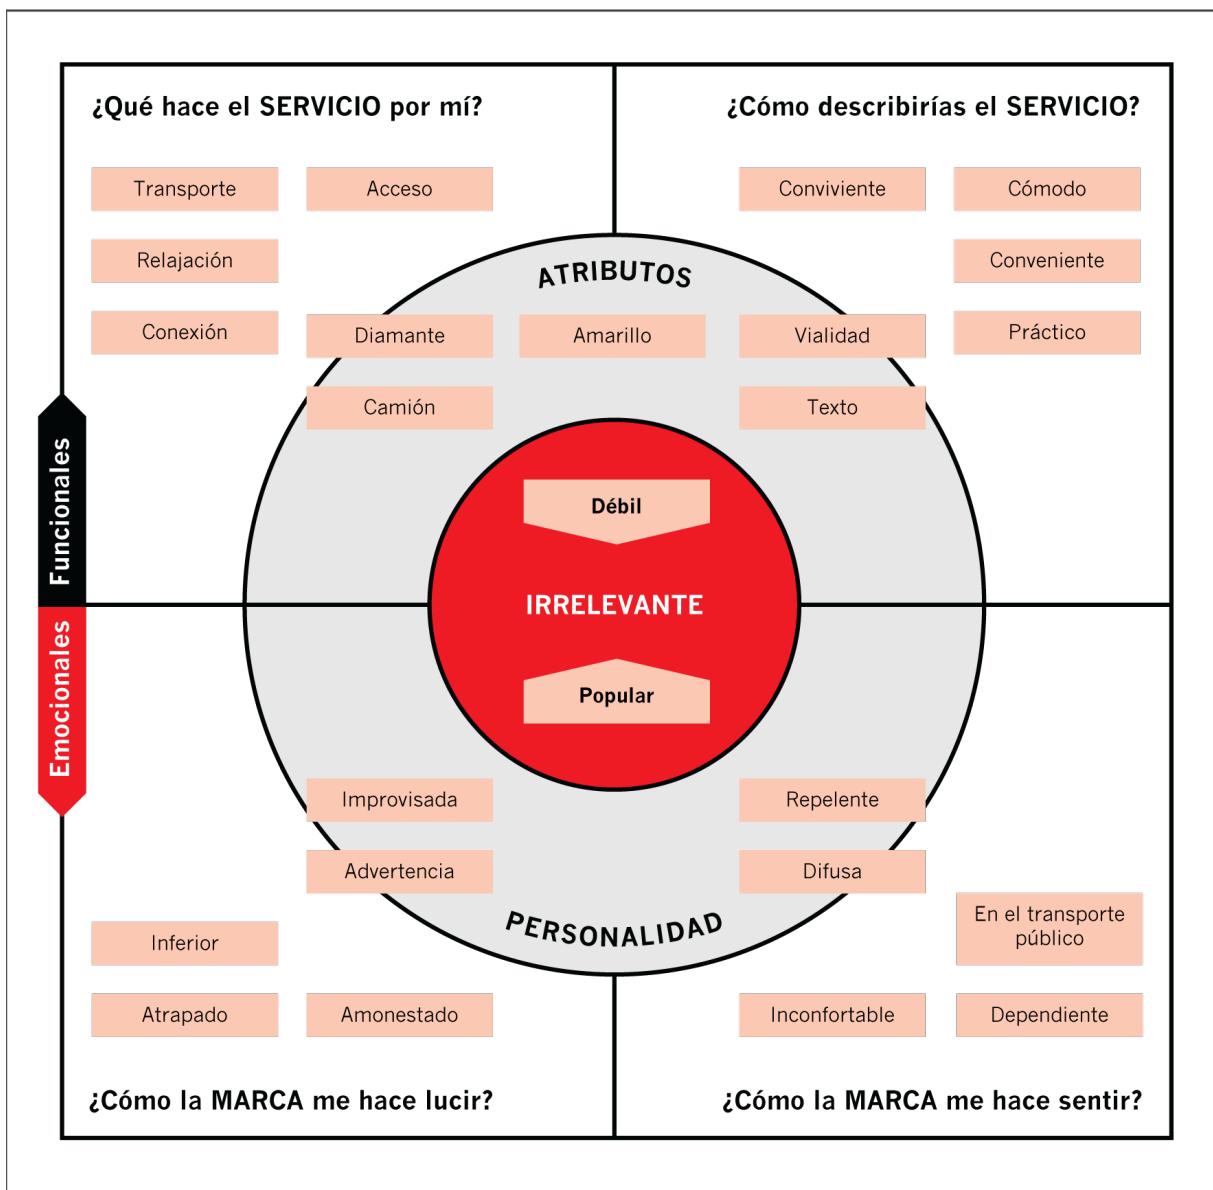 ¿Qué hace el SERVICIO por mí?
¿Cómo describirías el SERVICIO?
Transporte
Acceso
Conviviente
Cómodo
Relajación
Conveniente
ATRIBUTOS
Conexión
Diamante
Amarillo
Vialidad
Práctico
Camión
Texto
Funcionales
Débil
IRRELEVANTE
Emocionales
Popular
Improvisada
Repelente
Advertencia
Difusa
PERSONALIDAD
Inferior
En el transporte
público
Atrapado
Amonestado
Inconfortable
Dependiente
¿Cómo la MARCA me hace lucir?
¿Cómo la MARCA me hace sentir?